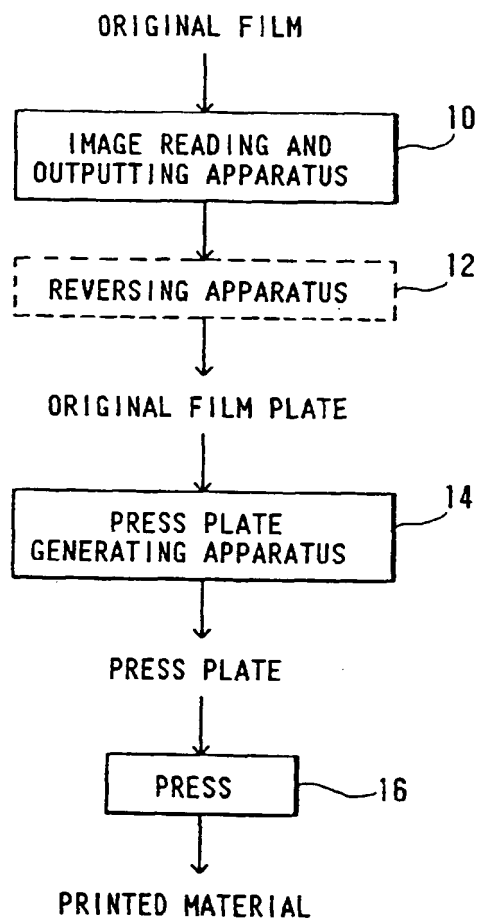 ORIGINAL FILM
10
IMAGE READING AND
OUTPUTTING APPARATUS
12
REVERSING APPARATUS
ORIGINAL FILM PLATE
14
PRESS PLATE
GENERATING APPARATUS
PRESS PLATE
PRESS
16
PRINTED MATERIAL